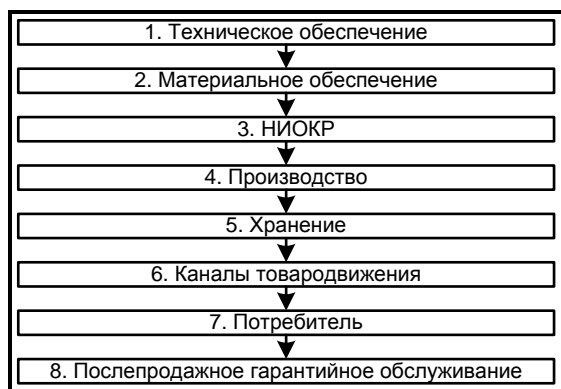 1. Техническое обеспечение
2. Материальное обеспечение
3. НИОКР
4. Производство
5. Хранение
6. Каналы товародвижения
7. Потребитель
8. Послепродажное гарантийное обслуживание